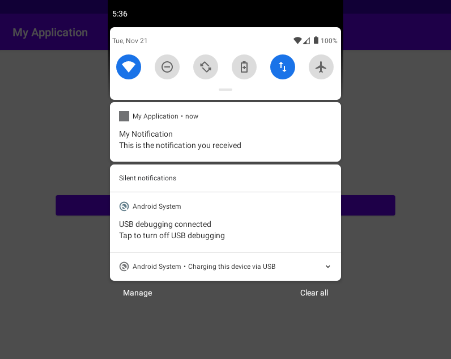 5:36
My Application
Tue, Nov 21
100%
My Application • now
My Notification
This is the notification you received
Silent notifications
Android System
USB debugging connected
Tap to turn off USB debugging
Android System • Charging this device via USB
Manage
Clear all